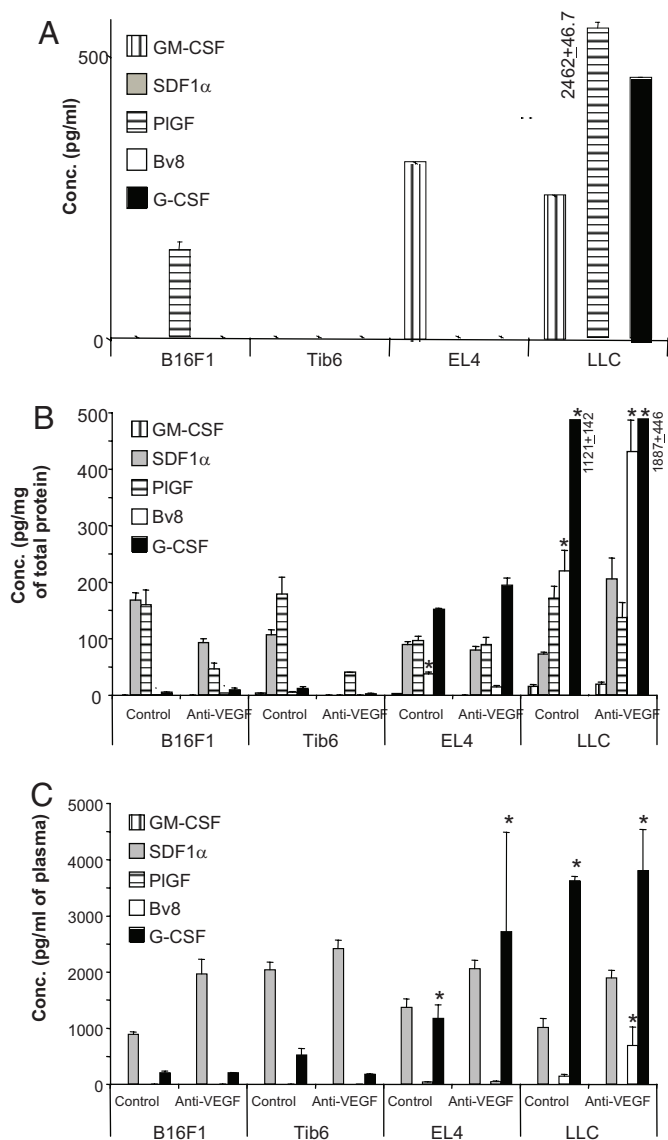 A
GM-CSF
SDF1α
PlGF
Bv8
G-CSF
Conc. (pg/ml)
500
0
2462±46.7
B16F1 Tib6 EL4 LLC
B
GM-CSF
SDF1α
PlGF
Bv8
G-CSF
Conc. (pg/mg
of total protein)
500
400
300
200
100
0
* * * * *
1121±142
1887±446
Control Anti-VEGF Control Anti-VEGF Control Anti-VEGF Control Anti-VEGF
B16F1 Tib6 EL4 LLC
C
GM-CSF
SDF1α
PlGF
Bv8
G-CSF
Conc. (pg/ml of plasma)
5000
4000
3000
2000
1000
0
* * * * *
Control Anti-VEGF Control Anti-VEGF Control Anti-VEGF Control Anti-VEGF
B16F1 Tib6 EL4 LLC